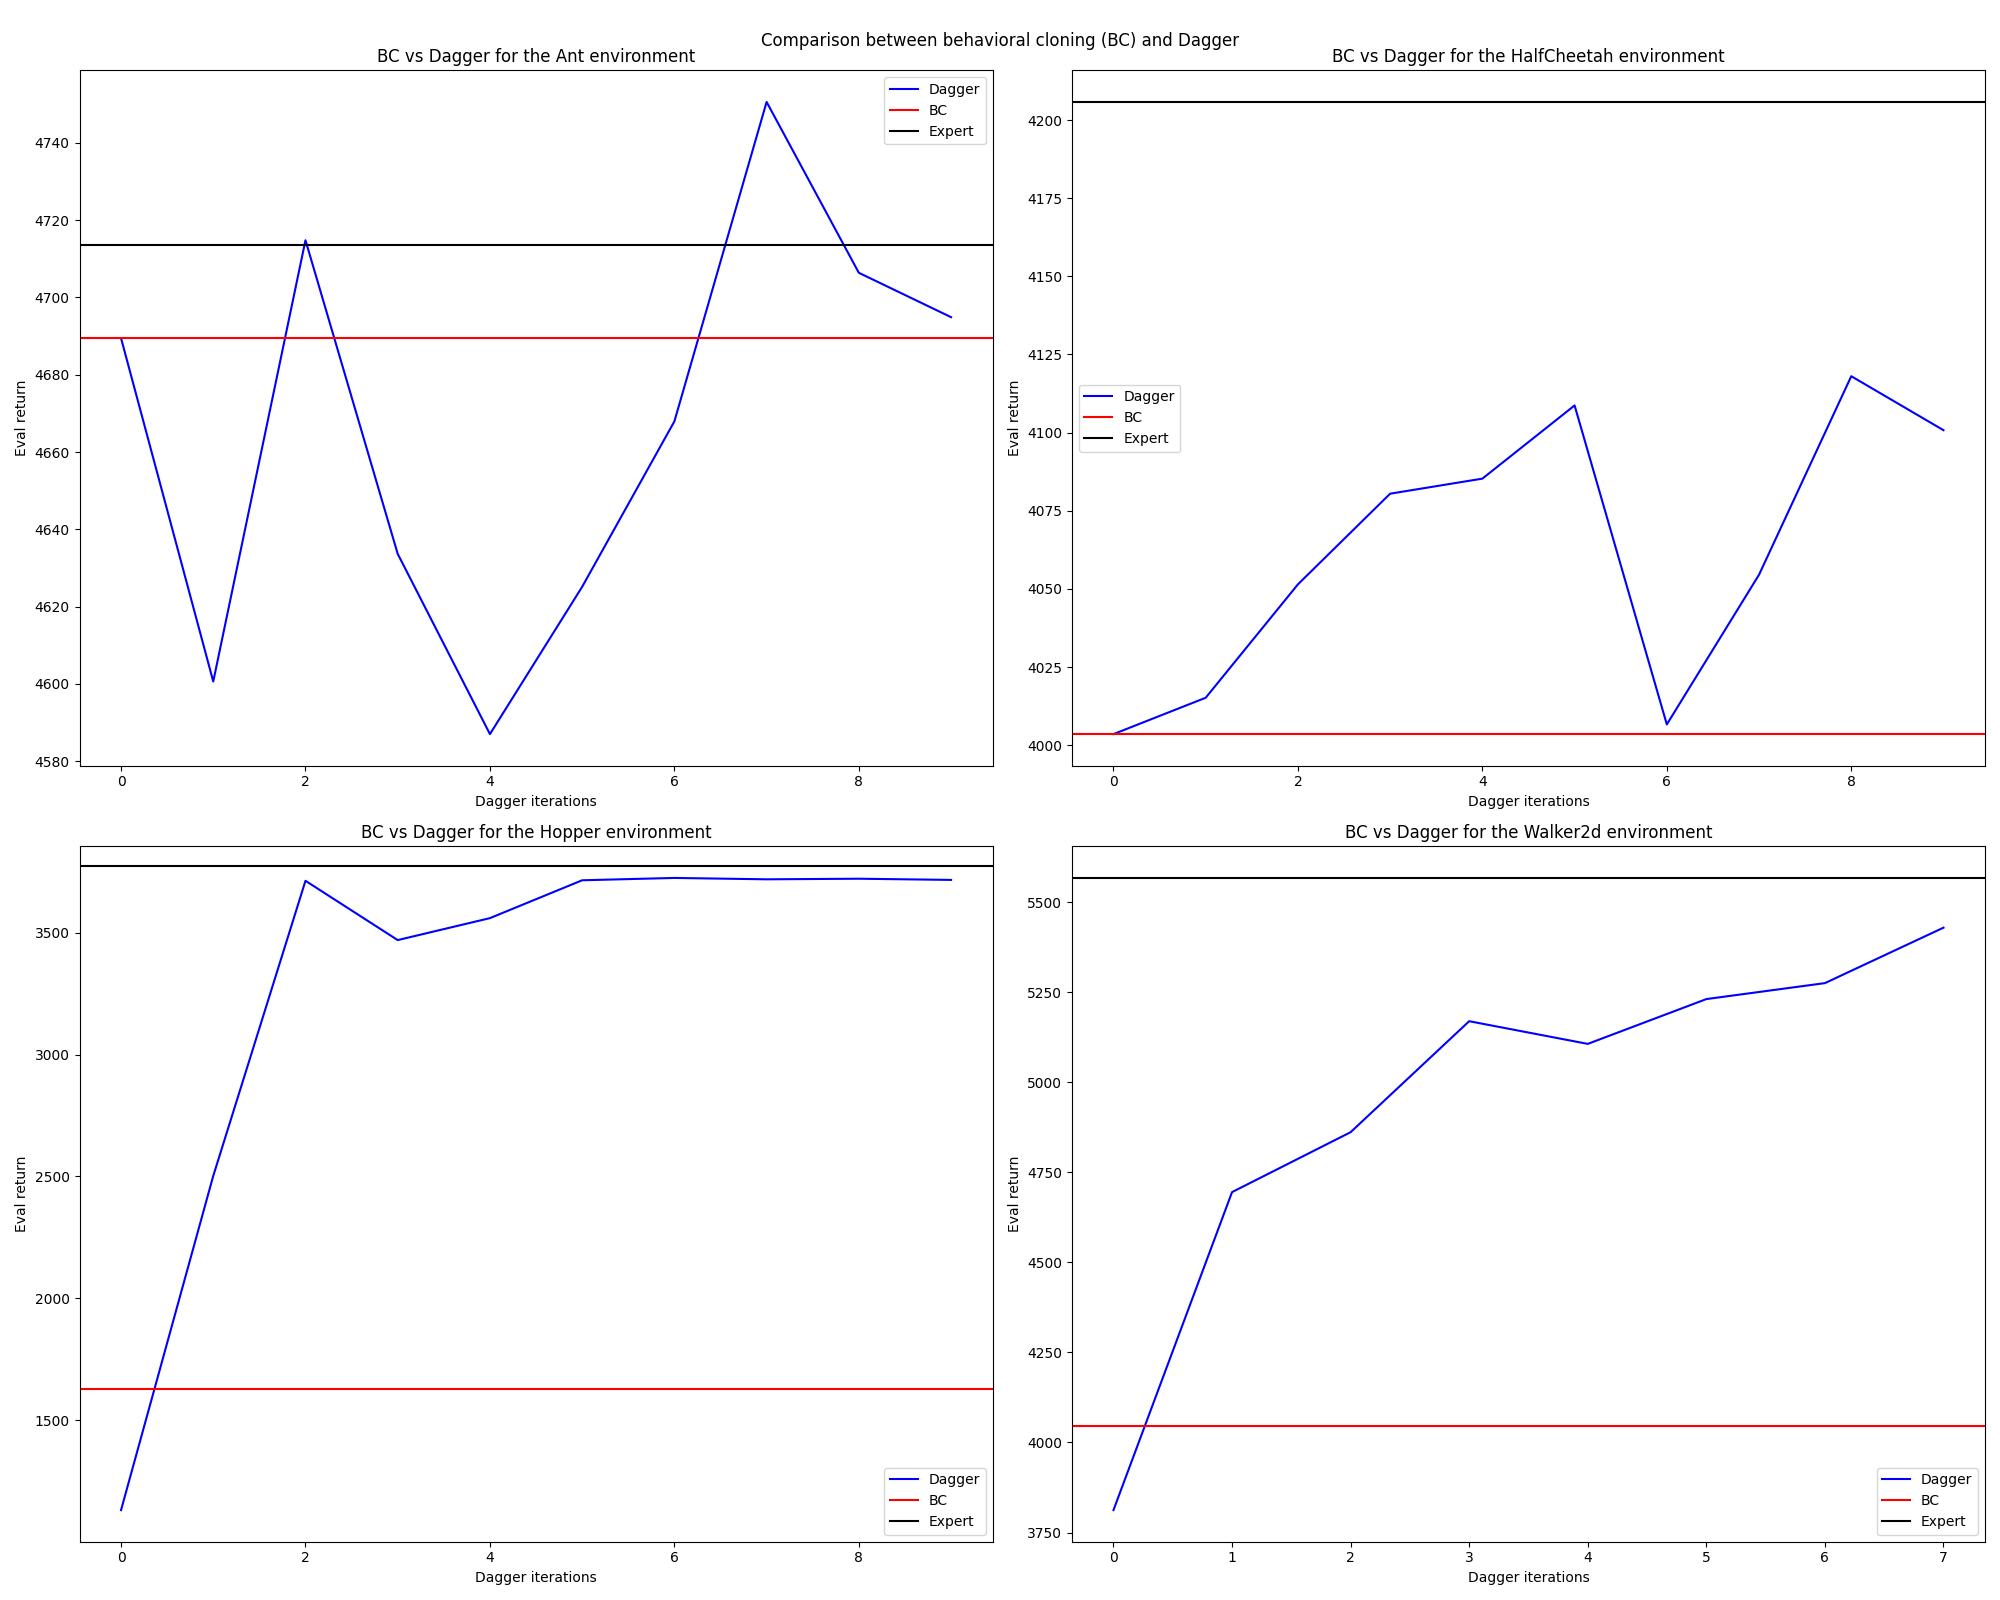 Comparison between behavioral cloning (BC) and Dagger
BC vs Dagger for the Ant environment
Dagger
BC
Expert
4740
4720
4700
4680
4660
4640
4620
4600
4580
Eval return
0 2 4 6 8
Dagger iterations
BC vs Dagger for the HalfCheetah environment
4200
4175
4150
4125
4100
4075
4050
4025
4000
Eval return
Dagger
BC
Expert
0 2 4 6 8
Dagger iterations
BC vs Dagger for the Hopper environment
3500
3000
2500
2000
1500
Eval return
Dagger
BC
Expert
0 2 4 6 8
Dagger iterations
BC vs Dagger for the Walker2d environment
5500
5250
5000
4750
4500
4250
4000
3750
Eval return
Dagger
BC
Expert
0 1 2 3 4 5 6 7
Dagger iterations